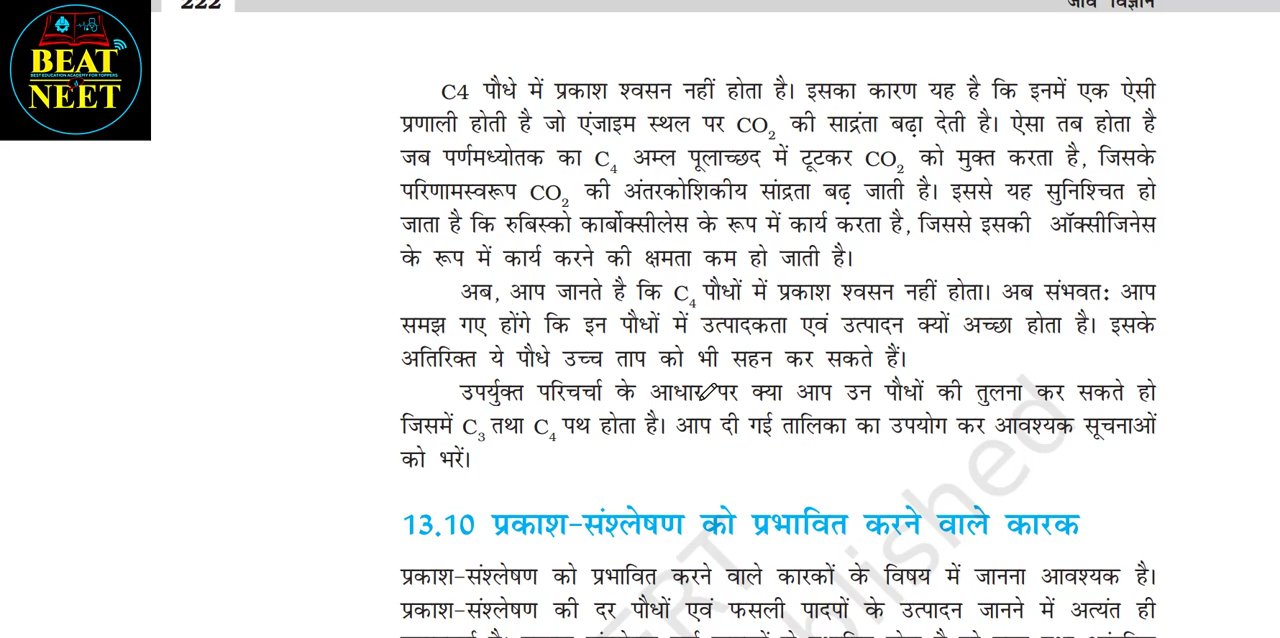 222
जीव विज्ञान
BEAT
BEST EDUCATION ACADEMY FOR TOPPERS
NEET
C4 पौधे में प्रकाश श्वसन नहीं होता है। इसका कारण यह है कि इनमें एक ऐसी
प्रणाली होती है जो एंजाइम स्थल पर CO₂ की साद्रंता बढ़ा देती है। ऐसा तब होता है
जब पर्णमध्योतक का C₄ अम्ल पूलाच्छद में टूटकर CO₂ को मुक्त करता है, जिसके
परिणामस्वरूप CO₂ की अंतरकोशिकीय सांद्रता बढ़ जाती है। इससे यह सुनिश्चित हो
जाता है कि रुबिस्को कार्बोक्सीलेस के रूप में कार्य करता है, जिससे इसकी ऑक्सीजिनेस
के रूप में कार्य करने की क्षमता कम हो जाती है।
अब, आप जानते है कि C₄ पौधों में प्रकाश श्वसन नहीं होता। अब संभवतः आप
समझ गए होंगे कि इन पौधों में उत्पादकता एवं उत्पादन क्यों अच्छा होता है। इसके
अतिरिक्त ये पौधे उच्च ताप को भी सहन कर सकते हैं।
उपर्युक्त परिचर्चा के आधार पर क्या आप उन पौधों की तुलना कर सकते हो
जिसमें C₃ तथा C₄ पथ होता है। आप दी गई तालिका का उपयोग कर आवश्यक सूचनाओं
को भरें।
13.10 प्रकाश-संश्लेषण को प्रभावित करने वाले कारक
प्रकाश-संश्लेषण को प्रभावित करने वाले कारकों के विषय में जानना आवश्यक है।
प्रकाश-संश्लेषण की दर पौधों एवं फसली पादपों के उत्पादन जानने में अत्यंत ही